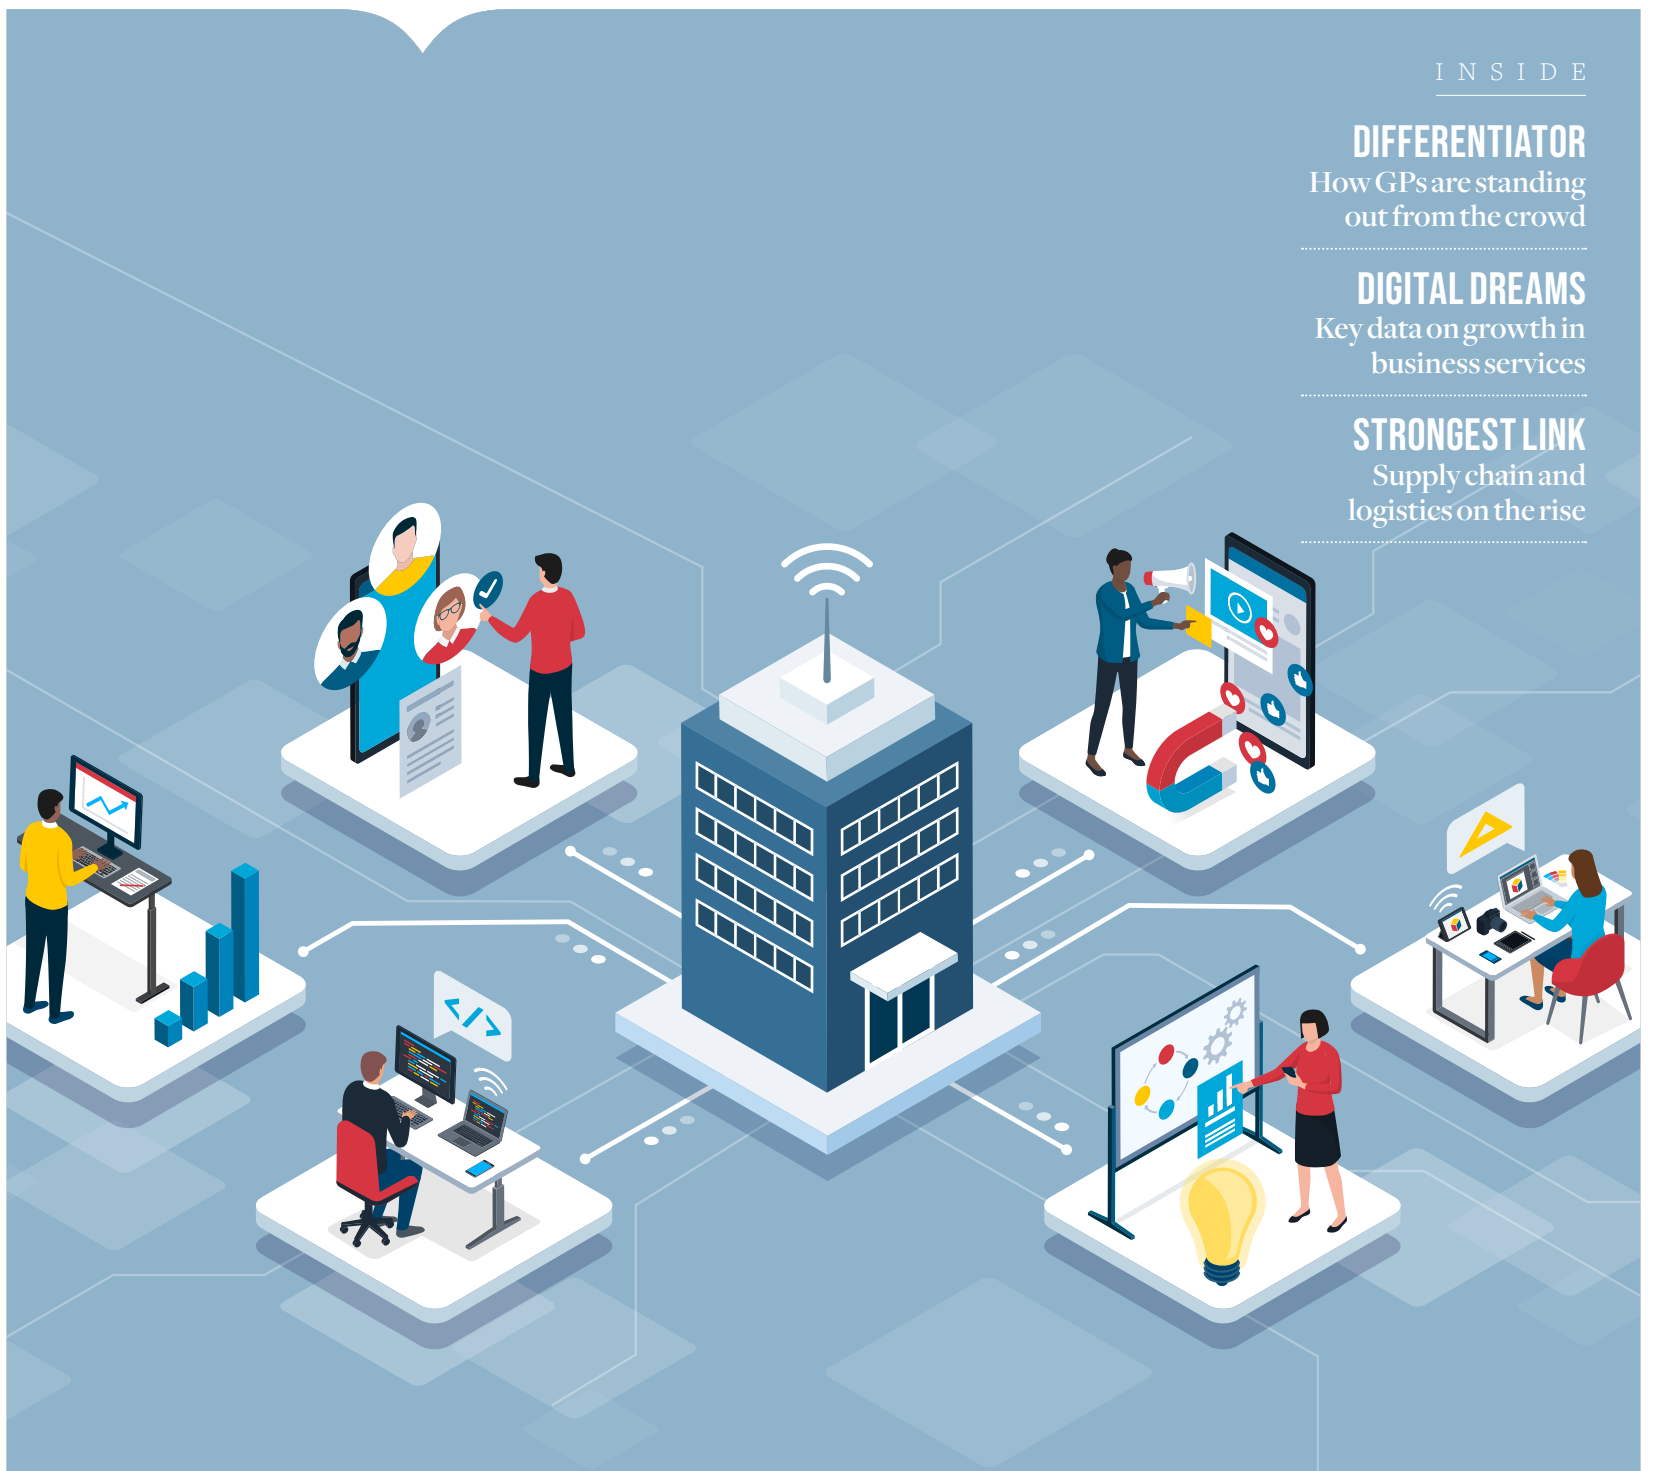 INSIDE
DIFFERENTIATOR
How GPs are standing
out from the crowd
DIGITAL DREAMS
Key data on growth in
business services
STRONGEST LINK
Supply chain and
logistics on the rise
</>